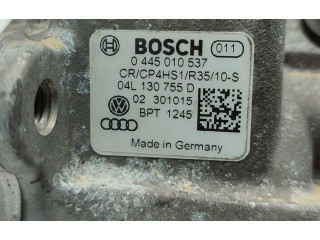 BOSCH 011
0 445 010 537
CR/CP4HS1/R35/10-S
04L 130 755 D
02 301015
BPT 1245
Made in Germany